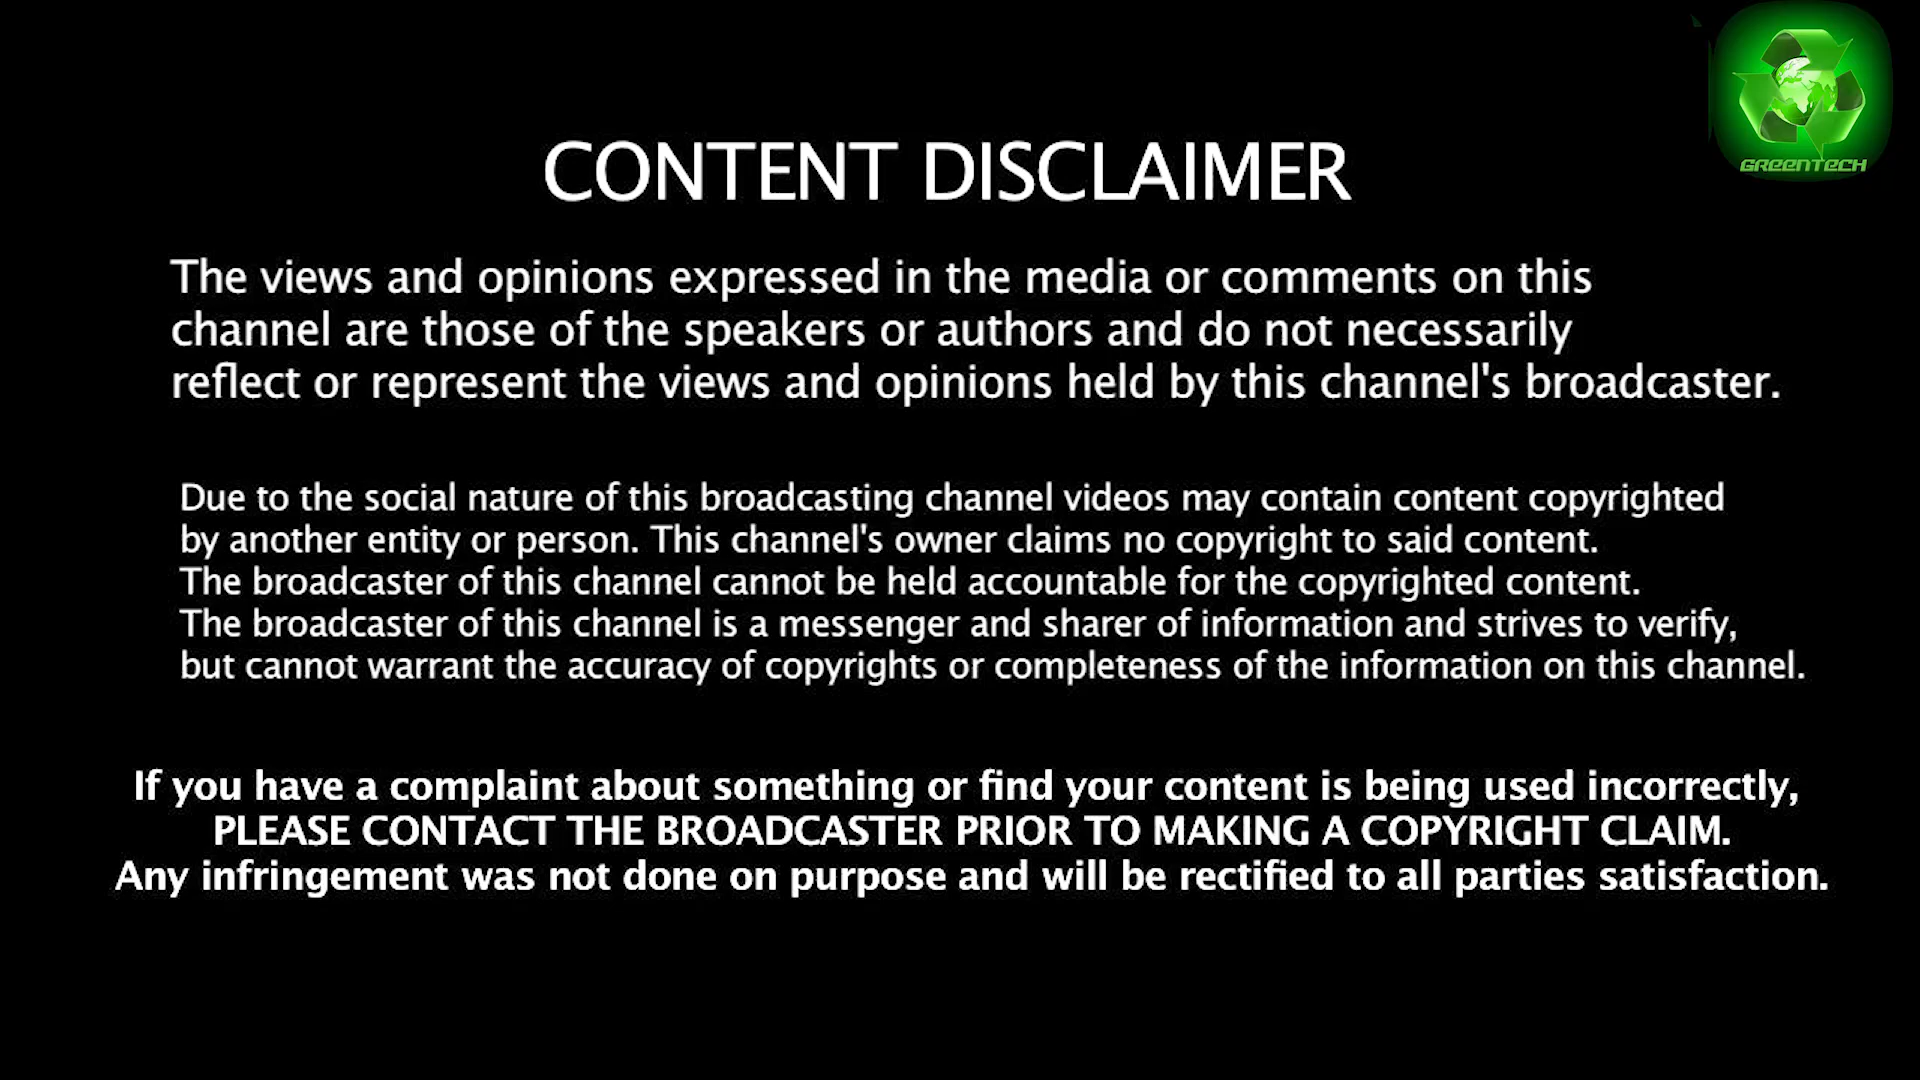 GREENTECH
CONTENT DISCLAIMER
The views and opinions expressed in the media or comments on this
channel are those of the speakers or authors and do not necessarily
reflect or represent the views and opinions held by this channel's broadcaster.
Due to the social nature of this broadcasting channel videos may contain content copyrighted
by another entity or person. This channel's owner claims no copyright to said content.
The broadcaster of this channel cannot be held accountable for the copyrighted content.
The broadcaster of this channel is a messenger and sharer of information and strives to verify,
but cannot warrant the accuracy of copyrights or completeness of the information on this channel.
If you have a complaint about something or find your content is being used incorrectly,
PLEASE CONTACT THE BROADCASTER PRIOR TO MAKING A COPYRIGHT CLAIM.
Any infringement was not done on purpose and will be rectified to all parties satisfaction.